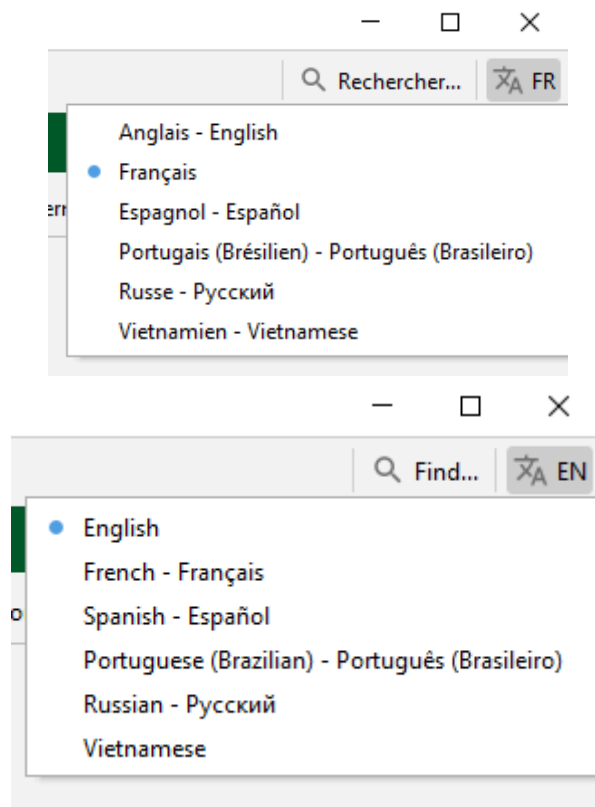 Rechercher...
FR
Anglais - English
Français
err
Espagnol - Español
Portugais (Brésilien) - Português (Brasileiro)
Russe - Русский
Vietnamien - Vietnamese
Find...
EN
English
French - Français
o
Spanish - Español
Portuguese (Brazilian) - Português (Brasileiro)
Russian - Русский
Vietnamese